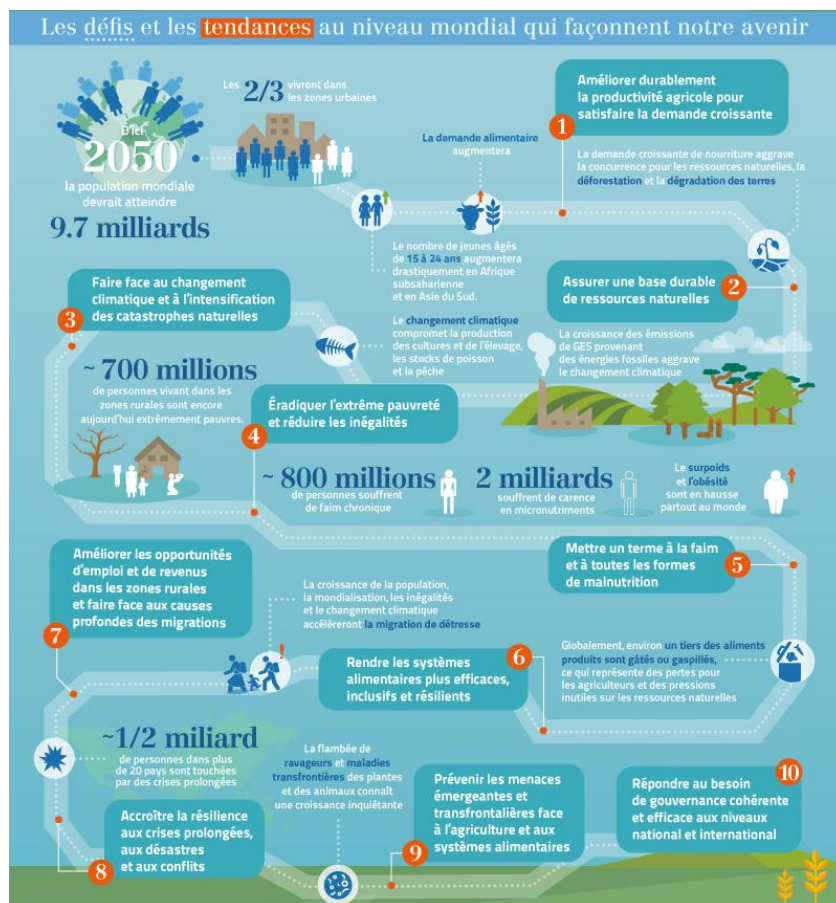 Les défis et les tendances au niveau mondial qui façonnent notre avenir
D'ici
2050
la population mondiale
devrait atteindre
9.7 milliards
Les 2/3 vivront dans
les zones urbaines
Le nombre de jeunes âgés
de 15 à 24 ans augmentera
drastiquement en Afrique
subsaharienne
et en Asie du Sud.
La demande alimentaire
augmentera
Améliorer durablement
la productivité agricole pour
satisfaire la demande croissante
1
La demande croissante de nourriture aggrave
la concurrence pour les ressources naturelles, la
déforestation et la dégradation des terres
Assurer une base durable
de ressources naturelles
2
La croissance des émissions
de GES provenant
des énergies fossiles aggrave
le changement climatique
Le changement climatique
compromet la production
des cultures et de l'élevage,
les stocks de poisson
et la pêche
Faire face au changement
climatique et à l'intensification
des catastrophes naturelles
3
~ 700 millions
de personnes vivant dans les
zones rurales sont encore
aujourd'hui extrêmement pauvres.
Éradiquer l'extrême pauvreté
et réduire les inégalités
4
~ 800 millions
de personnes souffrent
de faim chronique
2 milliards
souffrent de carence
en micronutriments
Le surpoids
et l'obésité
sont en hausse
partout au monde
Mettre un terme à la faim
et à toutes les formes
de malnutrition
5
Globalement, environ un tiers des aliments
produits sont gâtés ou gaspillés,
ce qui représente des pertes pour
les agriculteurs et des pressions
inutiles sur les ressources naturelles
6
Rendre les systèmes
alimentaires plus efficaces,
inclusifs et résilients
La croissance de la population,
la mondialisation, les inégalités
et le changement climatique
accélèreront la migration de détresse
!
Améliorer les opportunités
d'emploi et de revenus
dans les zones rurales
et faire face aux causes
profondes des migrations
7
~1/2 miliard
de personnes dans plus
de 20 pays sont touchées
par des crises prolongées
Accroître la résilience
aux crises prolongées,
aux désastres
et aux conflits
8
La flambée de
ravageurs et maladies
transfrontières des plantes
et des animaux connaît
une croissance inquiétante
Prévenir les menaces
émergeantes et
transfrontalières face
à l'agriculture et aux
systèmes alimentaires
9
10
Répondre au besoin
de gouvernance cohérente
et efficace aux niveaux
national et international